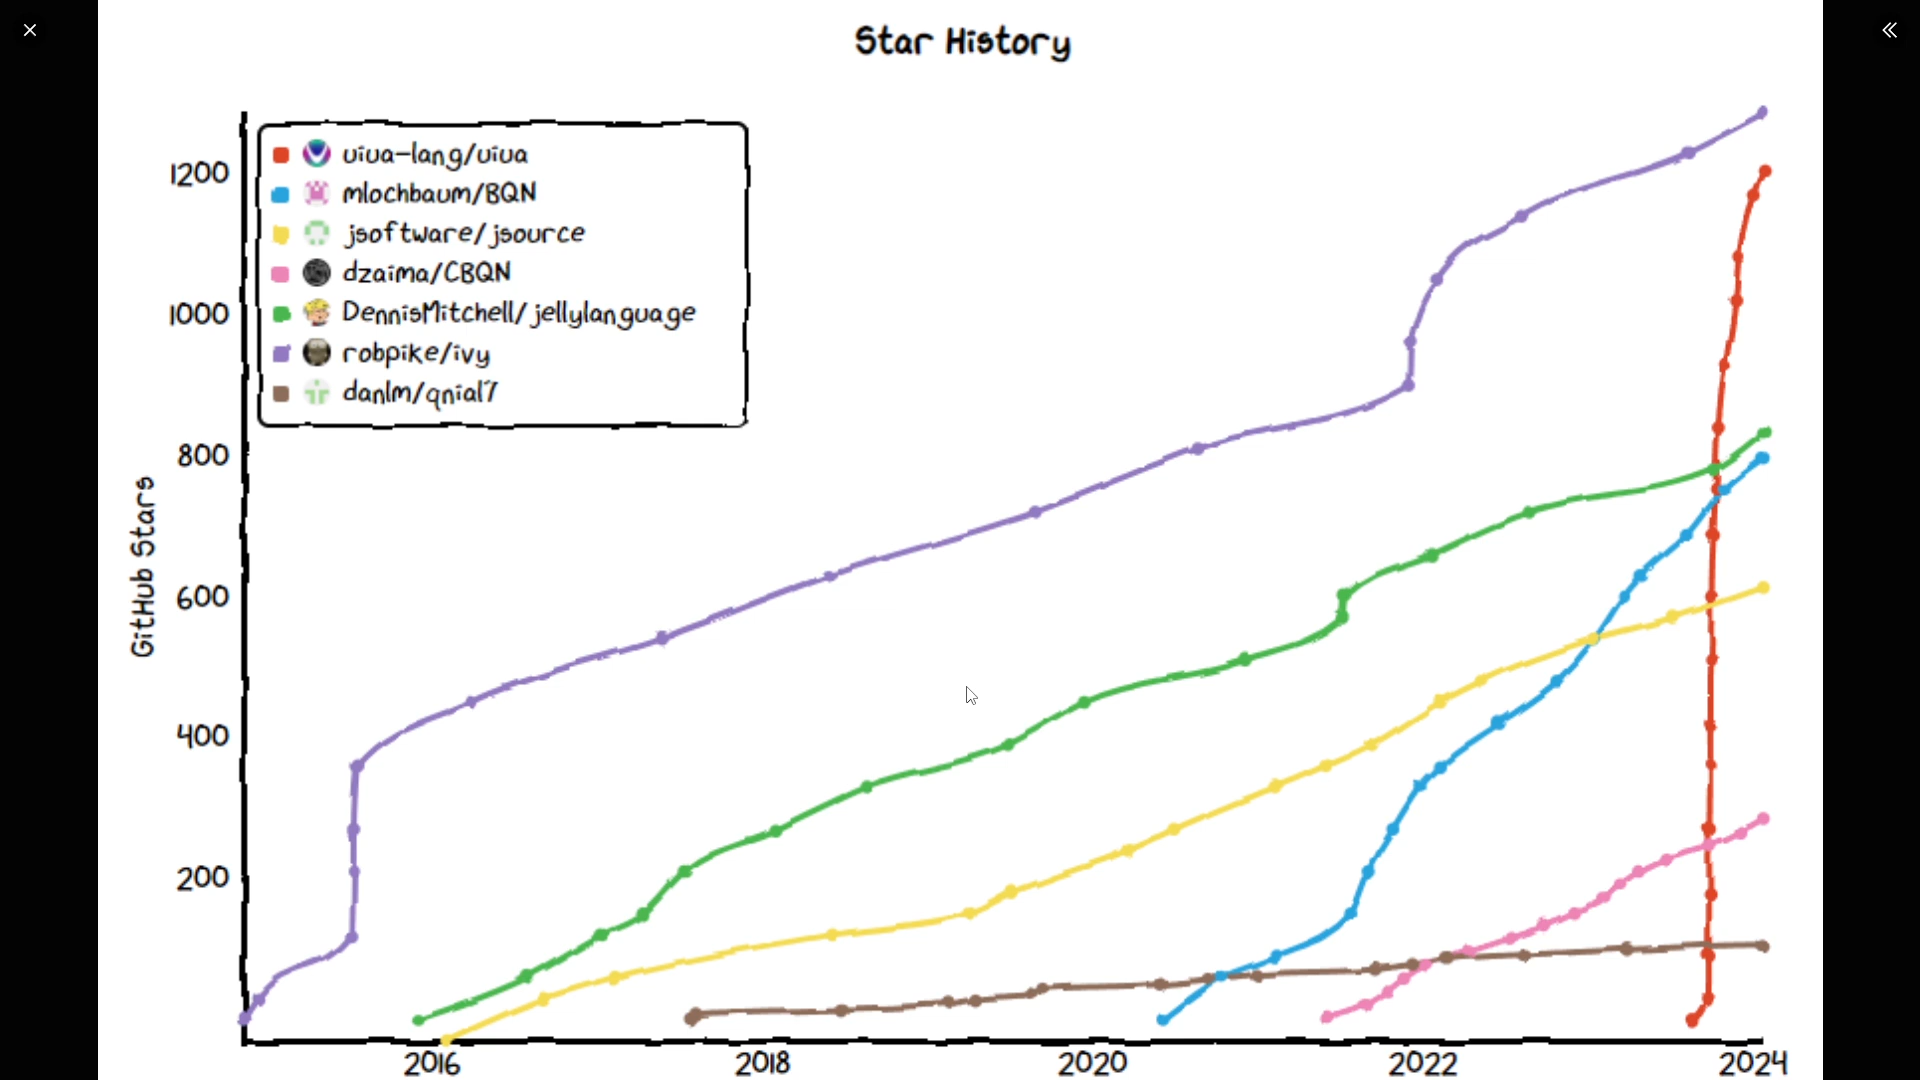 Star History
uiua-lang/uiua
mlochbaum/BQN
jsoftware/jsource
dzaima/CBQN
DennisMitchell/jellylanguage
robpike/ivy
danlm/qnial7
GitHub Stars
1200
1000
800
600
400
200
2016 2018 2020 2022 2024